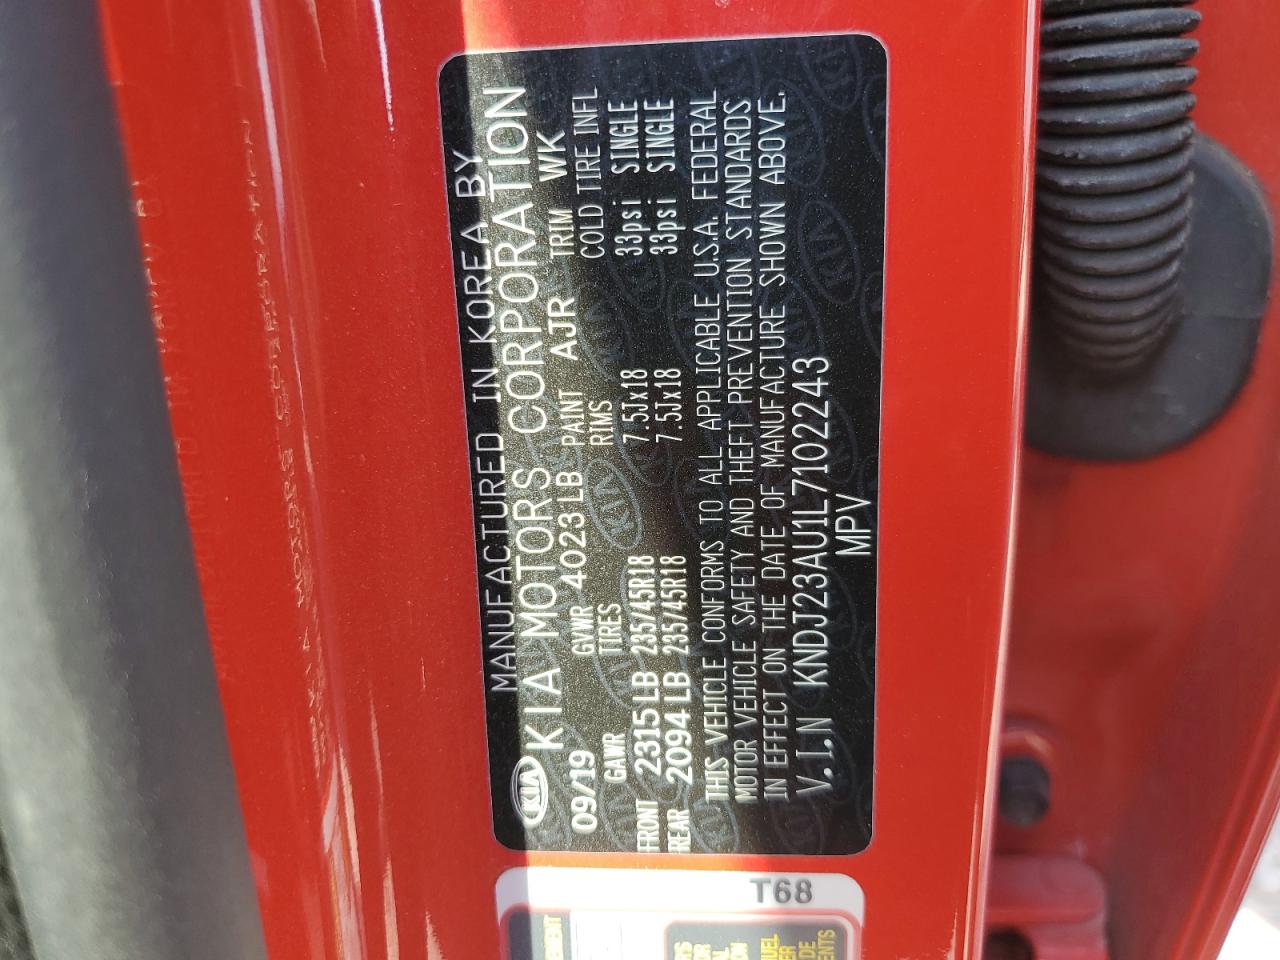 MANUFACTURED IN KOREA BY
KIA KIA MOTORS CORPORATION
09/19 GVWR 4023 LB PAINT AJR TRIM WK
GAWR TIRES RIMS COLD TIRE INFL
FRONT 2315 LB 235/45R18 7.5Jx18 33psi SINGLE
REAR 2094 LB 235/45R18 7.5Jx18 33psi SINGLE
THIS VEHICLE CONFORMS TO ALL APPLICABLE U.S.A. FEDERAL
MOTOR VEHICLE SAFETY AND THEFT PREVENTION STANDARDS
IN EFFECT ON THE DATE OF MANUFACTURE SHOWN ABOVE.
V.I.N KNDJ23AU1L7102243
MPV
T68